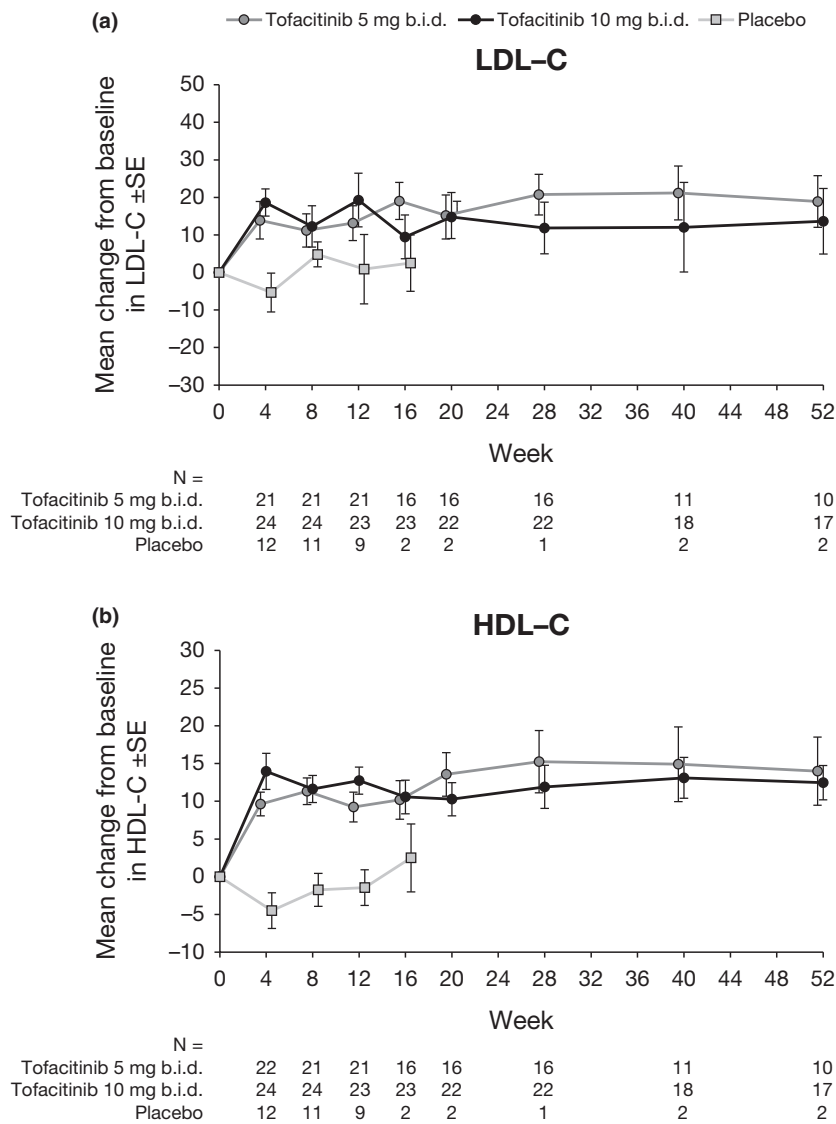 (a)
Tofacitinib 5 mg b.i.d. Tofacitinib 10 mg b.i.d. Placebo
LDL–C
Mean change from baseline
in LDL-C ±SE
50
40
30
20
10
0
–10
–20
–30
0 4 8 12 16 20 24 28 32 36 40 44 48 52
Week
N =
Tofacitinib 5 mg b.i.d. 21 21 21 16 16 16 11 10
Tofacitinib 10 mg b.i.d. 24 24 23 23 22 22 18 17
Placebo 12 11 9 2 2 1 2 2
(b)
HDL–C
Mean change from baseline
in HDL-C ±SE
30
25
20
15
10
5
0
–5
–10
0 4 8 12 16 20 24 28 32 36 40 44 48 52
Week
N =
Tofacitinib 5 mg b.i.d. 22 21 21 16 16 16 11 10
Tofacitinib 10 mg b.i.d. 24 24 23 23 22 22 18 17
Placebo 12 11 9 2 2 1 2 2